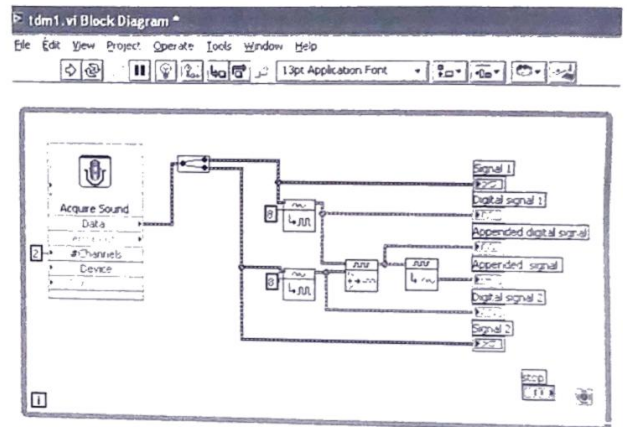 tdm1.vi Block Diagram *
File Edit View Project Operate Tools Window Help
13pt Application Font
Acquire Sound
Data
2
#Channels
Device
8
8
Signal 1
Digital signal 1
Appended digital signal
Appended signal
Digital signal 2
Signal 2
stop
i